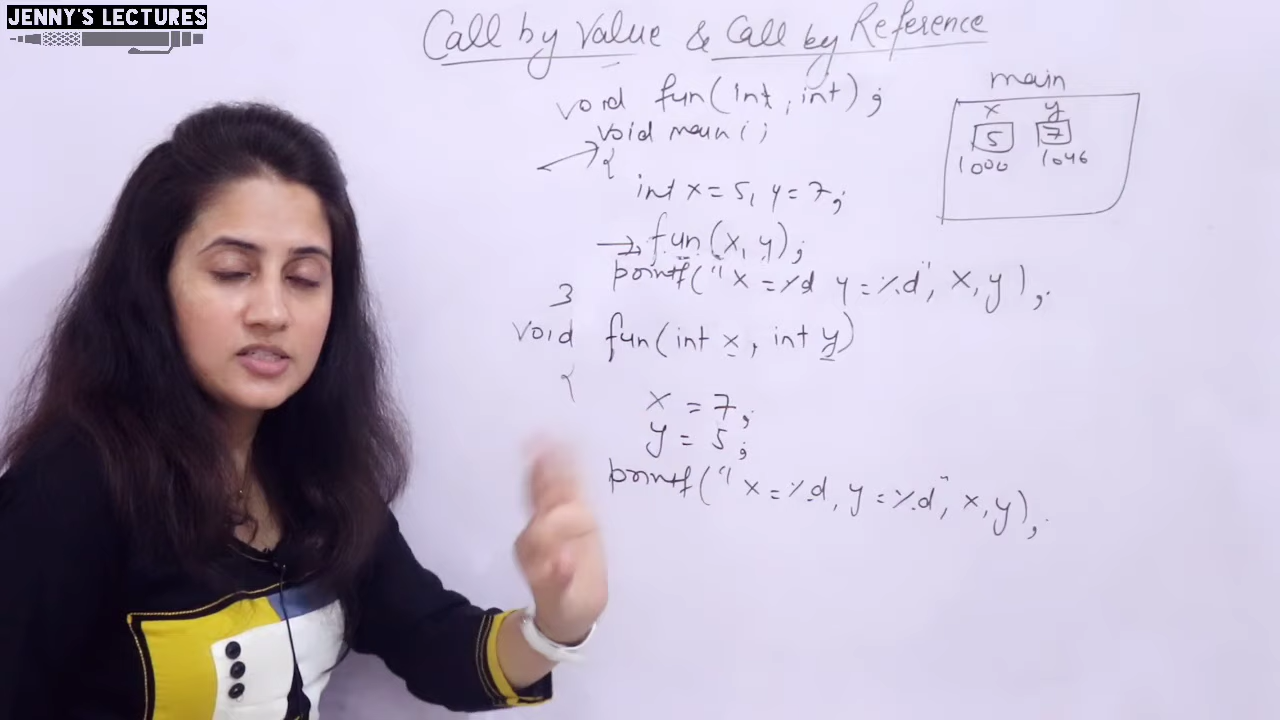 JENNY'S LECTURES
Call by Value & Call by Reference
void fun(int, int);
void main();
{
int x = 5, y = 7;
fun(x, y);
printf("x = %d y = %d", x, y);
}
void fun(int x, int y)
{
x = 7;
y = 5;
printf("x = %d, y = %d", x, y);
main
x y
5 7
1000 1046